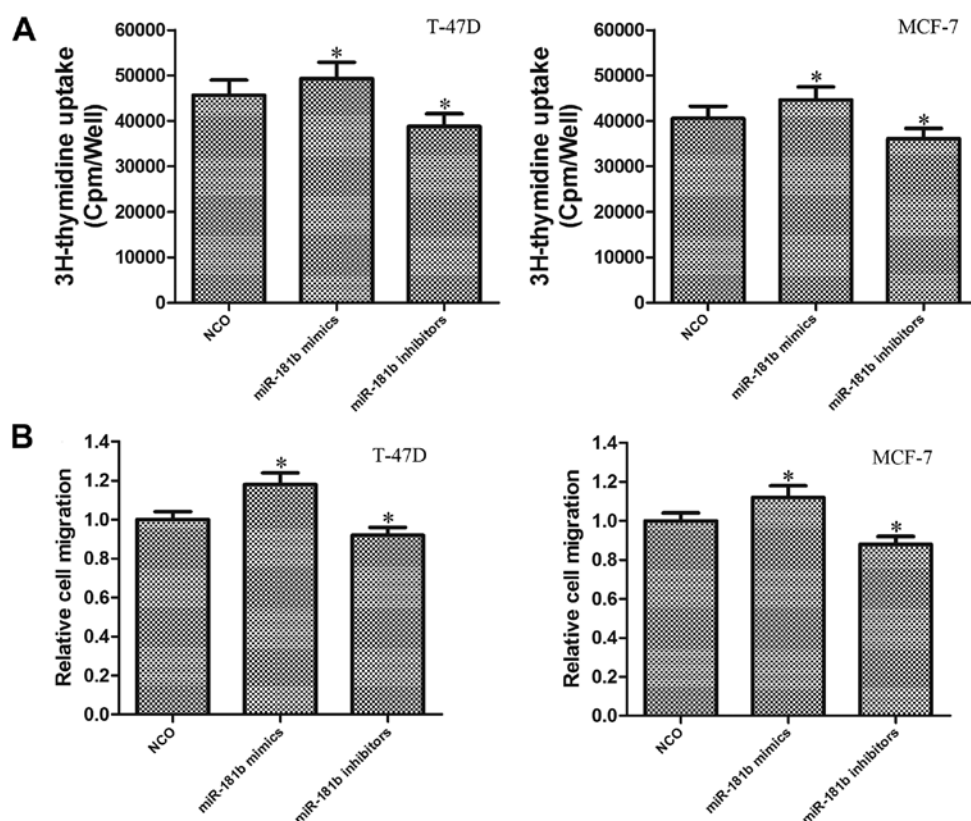 A
T-47D
3H-thymidine uptake
(Cpm/Well)
60000
50000
40000
30000
20000
10000
0
*
*
NCO
miR-181b mimics
miR-181b inhibitors
MCF-7
3H-thymidine uptake
(Cpm/Well)
60000
50000
40000
30000
20000
10000
0
*
*
NCO
miR-181b mimics
miR-181b inhibitors
B
T-47D
Relative cell migration
1.4
1.2
1.0
0.8
0.6
0.4
0.2
0.0
*
*
NCO
miR-181b mimics
miR-181b inhibitors
MCF-7
Relative cell migration
1.4
1.2
1.0
0.8
0.6
0.4
0.2
0.0
*
*
NCO
miR-181b mimics
miR-181b inhibitors